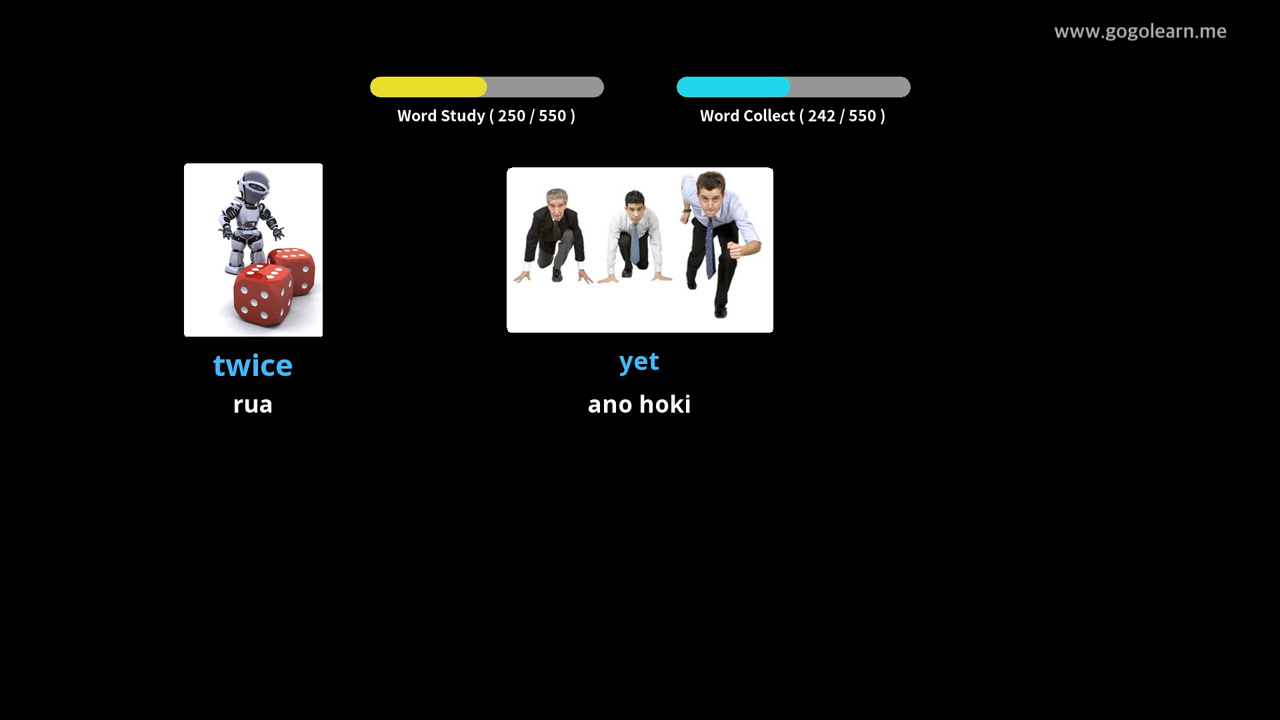 www.gogolearn.me
Word Study ( 250 / 550 )
Word Collect ( 242 / 550 )
twice
rua
yet
ano hoki